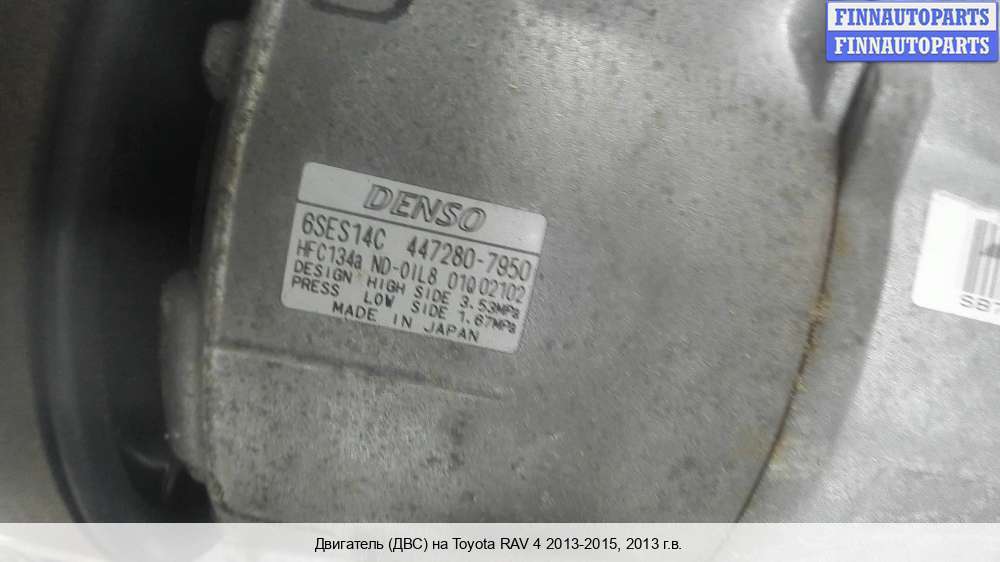 FINNAUTOPARTS
FINNAUTOPARTS
DENSO
6SES14C 447280-7950
HFC134a ND-OIL8 01Q02102
DESIGN HIGH SIDE 3.53MPa
PRESS LOW SIDE 1.67MPa
MADE IN JAPAN
Двигатель (ДВС) на Toyota RAV 4 2013-2015, 2013 г.в.